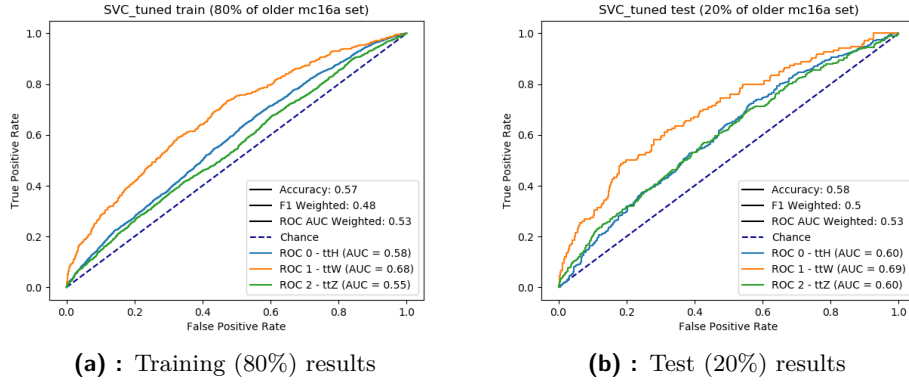 SVC_tuned train (80% of older mc16a set)
True Positive Rate
1.0
0.8
0.6
0.4
0.2
0.0
Accuracy: 0.57
F1 Weighted: 0.48
ROC AUC Weighted: 0.53
Chance
ROC 0 - ttH (AUC = 0.58)
ROC 1 - ttW (AUC = 0.68)
ROC 2 - ttZ (AUC = 0.55)
0.0 0.2 0.4 0.6 0.8 1.0
False Positive Rate
(a) : Training (80%) results
SVC_tuned test (20% of older mc16a set)
True Positive Rate
1.0
0.8
0.6
0.4
0.2
0.0
Accuracy: 0.58
F1 Weighted: 0.5
ROC AUC Weighted: 0.53
Chance
ROC 0 - ttH (AUC = 0.60)
ROC 1 - ttW (AUC = 0.69)
ROC 2 - ttZ (AUC = 0.60)
0.0 0.2 0.4 0.6 0.8 1.0
False Positive Rate
(b) : Test (20%) results